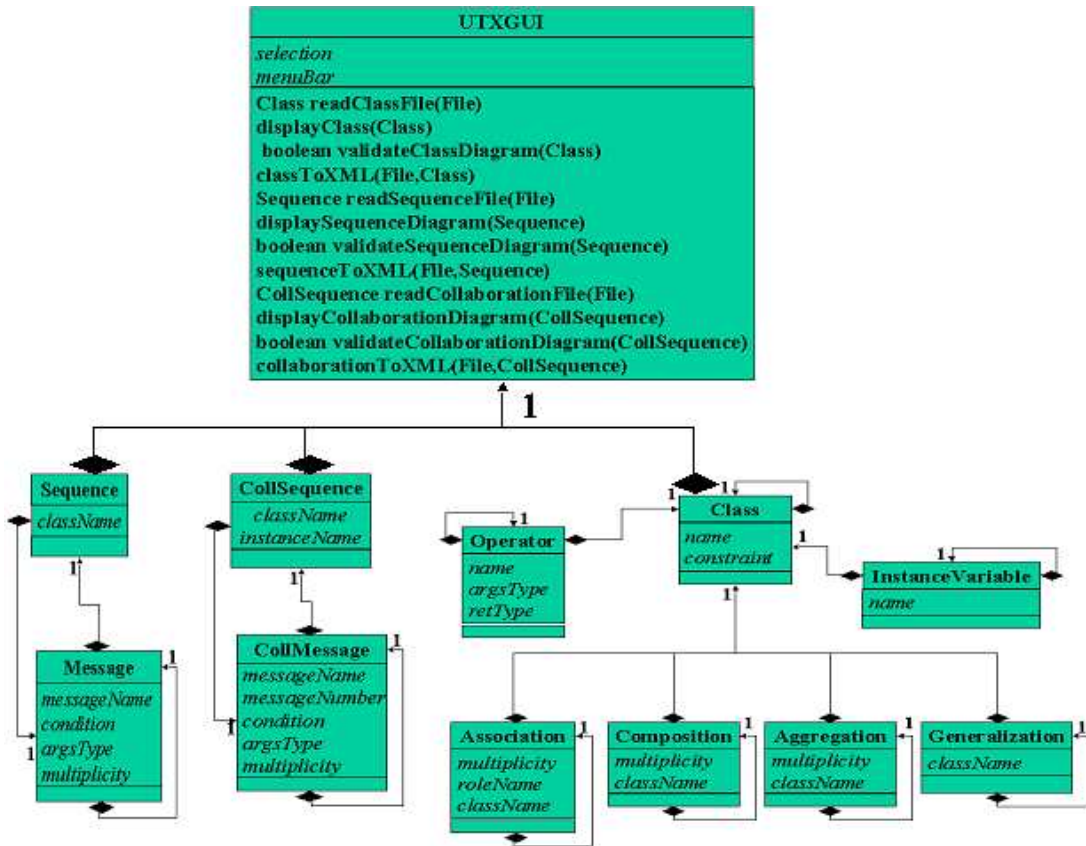 UTXGUI
selection
menuBar
Class readClassFile(File)
displayClass(Class)
boolean validateClassDiagram(Class)
classToXML(File,Class)
Sequence readSequenceFile(File)
displaySequenceDiagram(Sequence)
boolean validateSequenceDiagram(Sequence)
sequenceToXML(File,Sequence)
CollSequence readCollaborationFile(File)
displayCollaborationDiagram(CollSequence)
boolean validateCollaborationDiagram(CollSequence)
collaborationToXML(File,CollSequence)
1
Sequence
className
1
Message
messageName
condition
argsType
multiplicity
1
1
CollSequence
className
instanceName
1
CollMessage
messageName
messageNumber
condition
argsType
multiplicity
1
1
Operator
name
argsType
retType
1
1
1
Class
name
constraint
1
1
InstanceVariable
name
1
Association
multiplicity
roleName
className
1
Composition
multiplicity
className
1
Aggregation
multiplicity
className
1
Generalization
className
1